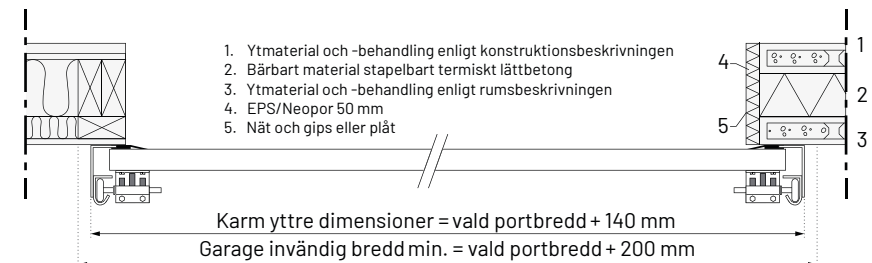 1. Ytmaterial och -behandling enligt konstruktionsbeskrivningen
2. Bärbart material stapelbart termiskt lättbetong
3. Ytmaterial och -behandling enligt rumsbeskrivningen
4. EPS/Neopor 50 mm
5. Nät och gips eller plåt
1
4
2
5
3
Karm yttre dimensioner = vald portbredd + 140 mm
Garage invändig bredd min. = vald portbredd + 200 mm